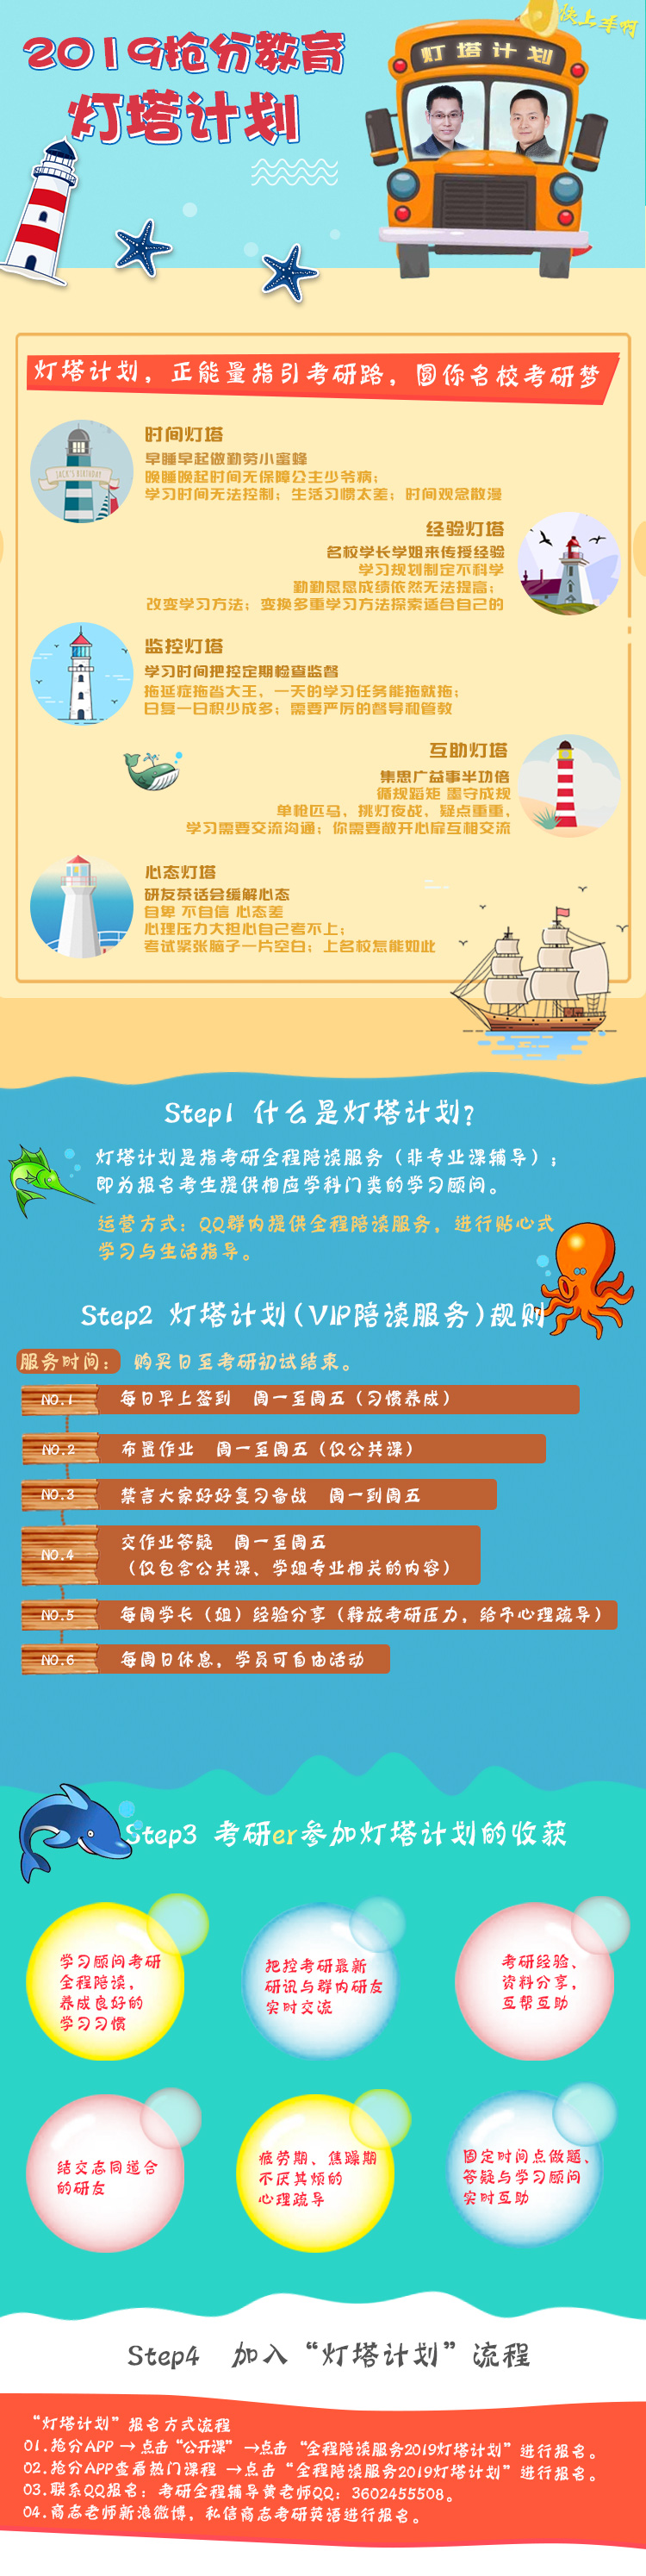 2019抢分教育
灯塔计划
快上车啊
灯塔计划
灯塔计划，正能量指引考研路，圆你名校考研梦
时间灯塔
早睡早起做勤劳小蜜蜂
JACK'S BIRTHDAY
晚睡晚起时间无保障公主少爷病；
学习时间无法控制；生活习惯太差；时间观念散漫
经验灯塔
名校学长学姐来传授经验
学习规划制定不科学
勤勤恳恳成绩依然无法提高；
改变学习方法；变换多重学习方法探索适合自己的
监控灯塔
学习时间把控定期检查监督
拖延症拖沓大王，一天的学习任务能拖就拖；
日复一日积少成多；需要严厉的督导和管教
互助灯塔
集思广益事半功倍
循规蹈矩 墨守成规
单枪匹马，挑灯夜战，疑点重重，
学习需要交流沟通；你需要敞开心扉互相交流
心态灯塔
研友茶话会缓解心态
自卑 不自信 心态差
心理压力大担心自己考不上；
考试紧张脑子一片空白；上名校怎能如此
Step1 什么是灯塔计划？
灯塔计划是指考研全程陪读服务（非专业课辅导）；
即为报名考生提供相应学科门类的学习顾问。
运营方式：QQ群内提供全程陪读服务，进行贴心式
学习与生活指导。
Step2 灯塔计划(VIP陪读服务)规则
服务时间： 购买日至考研初试结束。
NO.1 每日早上签到 周一至周五（习惯养成）
NO.2 布置作业 周一至周五（仅公共课）
NO.3 禁言大家好好复习备战 周一到周五
NO.4 交作业答疑 周一至周五
（仅包含公共课、学姐专业相关的内容）
NO.5 每周学长（姐）经验分享（释放考研压力，给予心理疏导）
NO.6 每周日休息，学员可自由活动
Step3 考研er参加灯塔计划的收获
学习顾问考研
全程陪读，
养成良好的
学习习惯
把控考研最新
研讯与群内研友
实时交流
考研经验、
资料分享，
互帮互助
结交志同道合
的研友
疲劳期、焦躁期
不厌其烦的
心理疏导
固定时间点做题、
答疑与学习顾问
实时互助
Step4 加入“灯塔计划”流程
“灯塔计划”报名方式流程
01.抢分APP → 点击“公开课” →点击 “全程陪读服务2019灯塔计划”进行报名。
02.抢分APP查看热门课程 →点击“全程陪读服务2019灯塔计划”进行报名。
03.联系QQ报名：考研全程辅导黄老师QQ：3602455508。
04.商志老师新浪微博，私信商志考研英语进行报名。